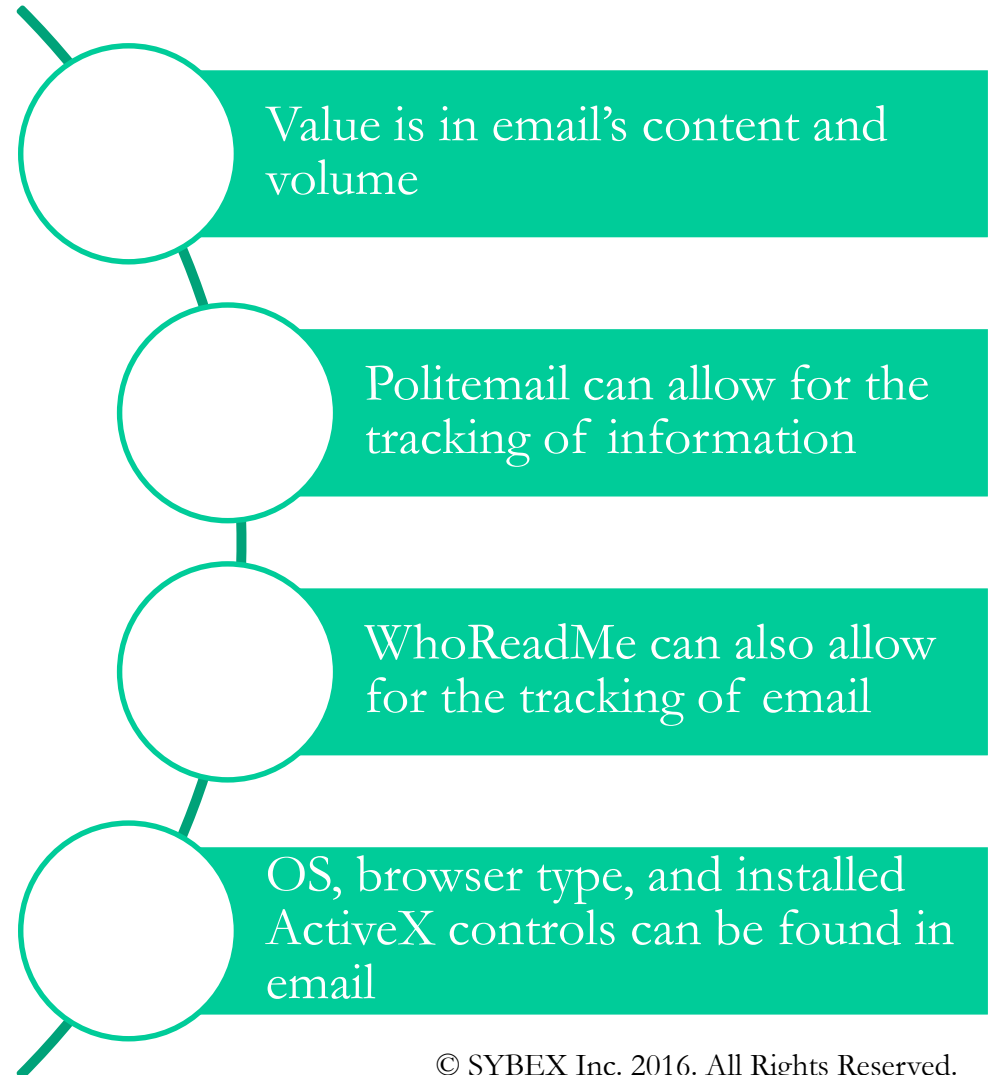 Value is in email’s content and
volume
Politemail can allow for the
tracking of information
WhoReadMe can also allow
for the tracking of email
OS, browser type, and installed
ActiveX controls can be found in
email
© SYBEX Inc. 2016. All Rights Reserved.